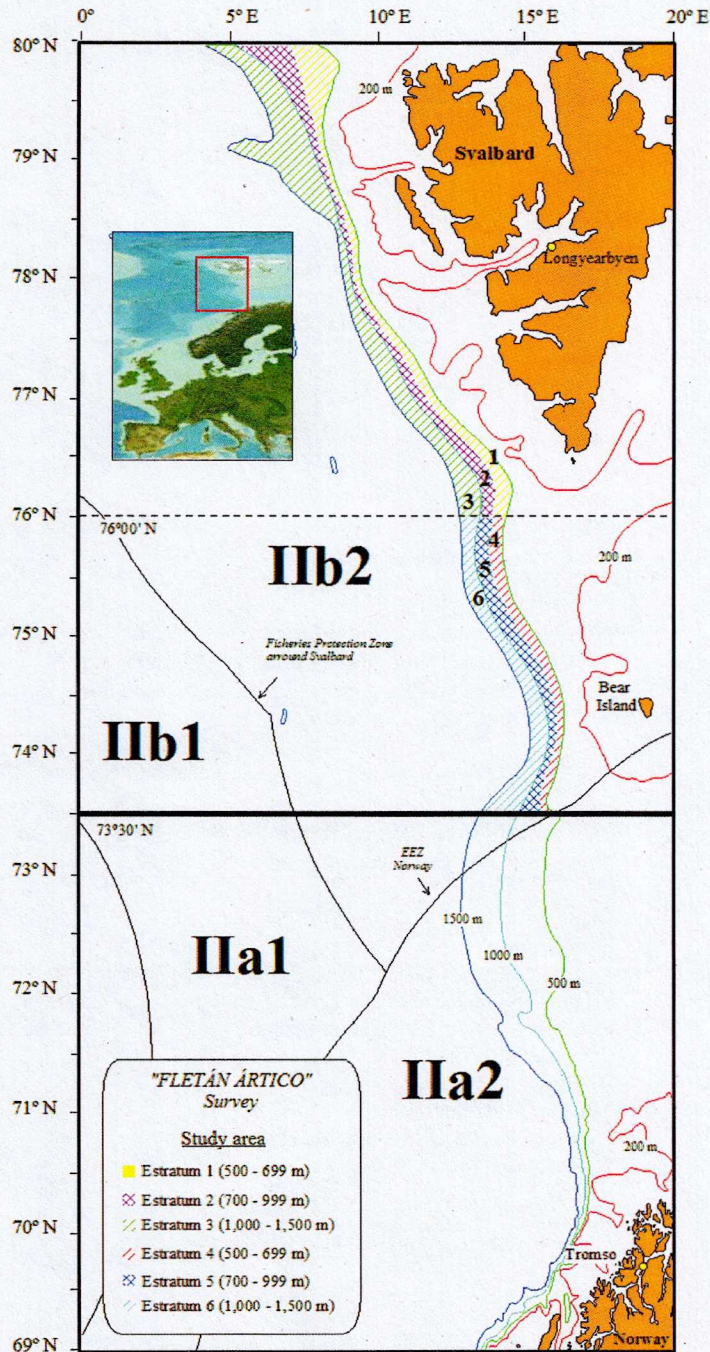 0° 5° E 10° E 15° E 20° E
80° N
200 m
79° N
Svalbard
78° N
Longyearbyen
77° N
1
2
3
76° N
76°00' N
4
IIb2
200 m
5
6
75° N
Fisheries Protection Zone
arround Svalbard
Bear
Island
IIb1
74° N
73°30' N
73° N
EEZ
Norway
1500 m
1000 m
IIa1
500 m
72° N
IIa2
"FLETÁN ÁRTICO"
Survey
71° N
Study area
200 m
Estratum 1 (500 - 699 m)
Estratum 2 (700 - 999 m)
70° N
Estratum 3 (1,000 - 1,500 m)
Estratum 4 (500 - 699 m)
Tromso
Estratum 5 (700 - 999 m)
Estratum 6 (1,000 - 1,500 m)
Norway
69° N